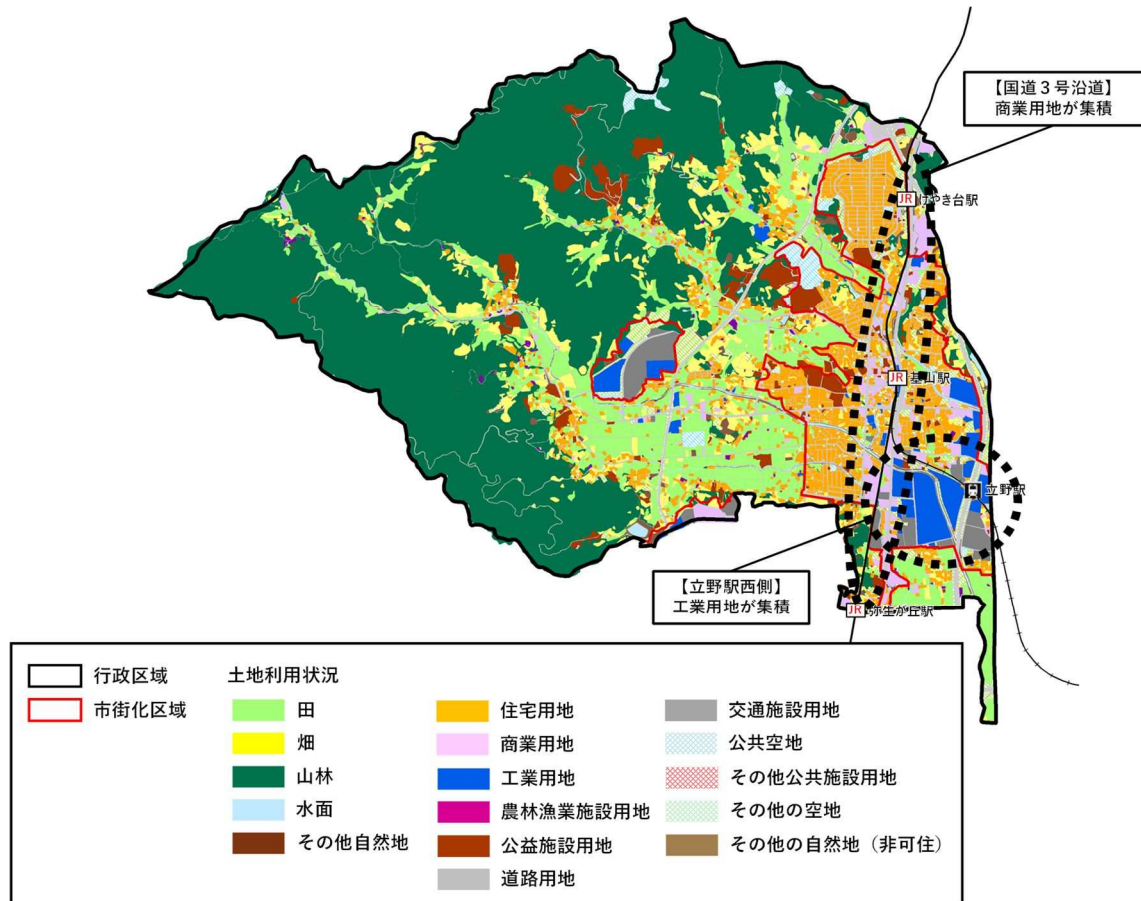 【国道３号沿道】
商業用地が集積
JR けやき台駅
JR 基山駅
立野駅
【立野駅西側】
工業用地が集積
JR 弥生が丘駅
行政区域
市街化区域
土地利用状況
田
畑
山林
水面
その他自然地
住宅用地
商業用地
工業用地
農林漁業施設用地
公益施設用地
道路用地
交通施設用地
公共空地
その他公共施設用地
その他の空地
その他の自然地（非可住）